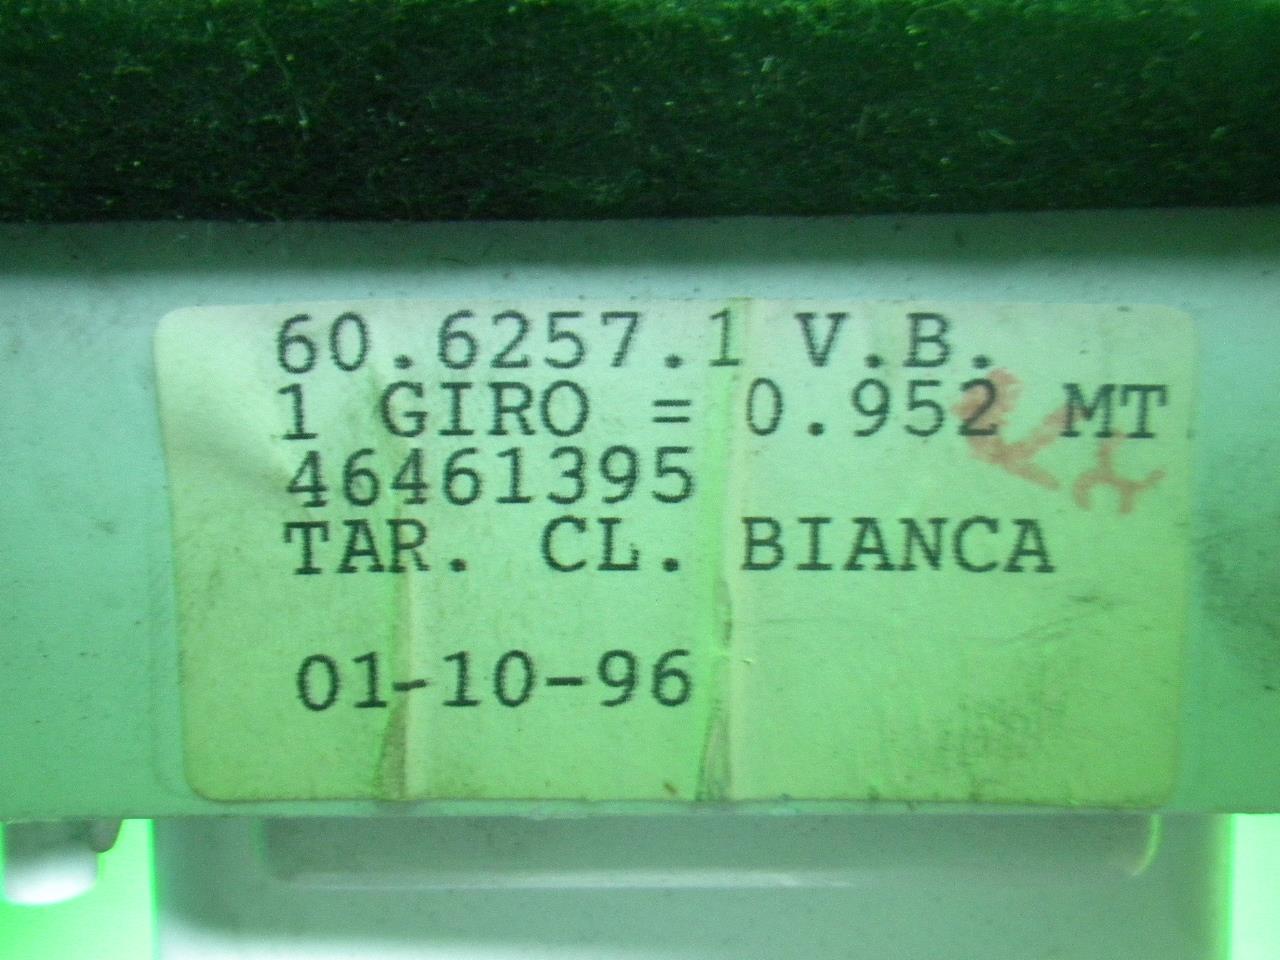 60.6257.1 V.B.
1 GIRO = 0.952 MT
46461395
TAR. CL. BIANCA
01-10-96